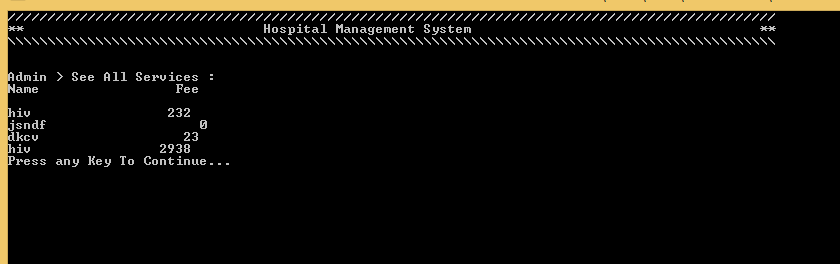 ////////////////////////////////////////////////////////////////////////////////////////////////
** Hospital Management System **
\\\\\\\\\\\\\\\\\\\\\\\\\\\\\\\\\\\\\\\\\\\\\\\\\\\\\\\\\\\\\\\\\\\\\\\\\\\\\\\\\\\\\\\\\\\\\\\\
Admin > See All Services :
Name Fee
hiv 232
jsndf 0
dkcv 23
hiv 2938
Press any Key To Continue...